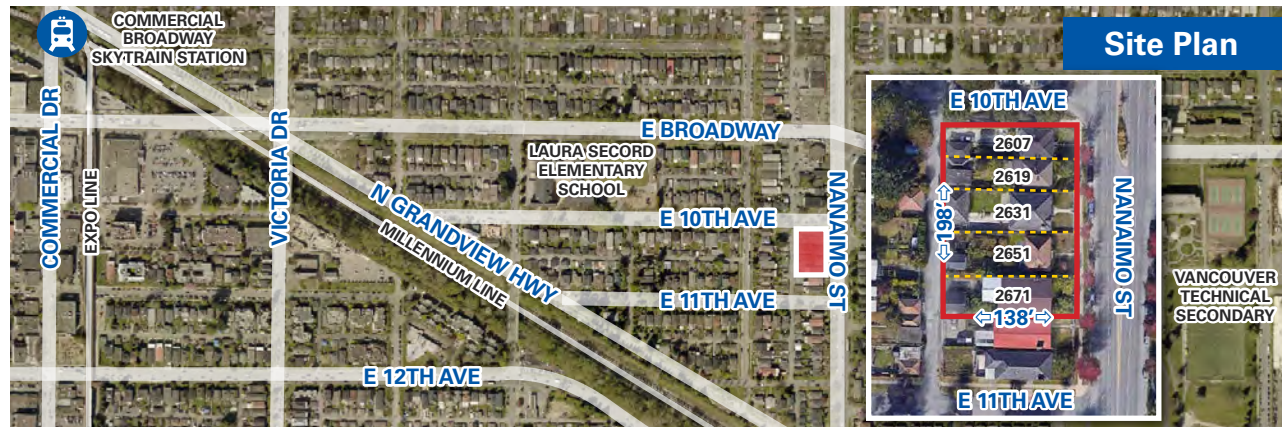 COMMERCIAL
BROADWAY
SKYTRAIN STATION
Site Plan
COMMERCIAL DR
EXPO LINE
VICTORIA DR
E BROADWAY
LAURA SECORD
ELEMENTARY
SCHOOL
N GRANDVIEW HWY
MILLENNIUM LINE
E 10TH AVE
E 11TH AVE
E 12TH AVE
NANAIMO ST
E 10TH AVE
2607
2619
2631
2651
2671
198'
138'
NANAIMO ST
E 11TH AVE
VANCOUVER
TECHNICAL
SECONDARY